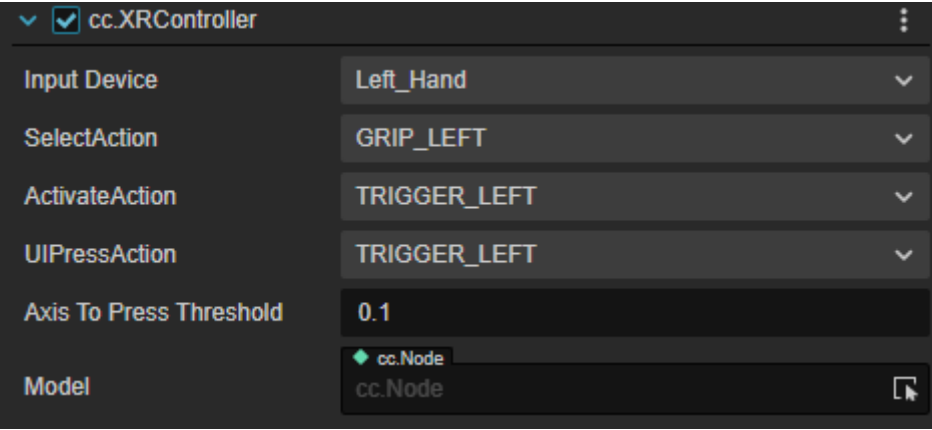 cc.XRController
Input Device Left_Hand
SelectAction GRIP_LEFT
ActivateAction TRIGGER_LEFT
UIPressAction TRIGGER_LEFT
Axis To Press Threshold 0.1
cc.Node
Model cc.Node